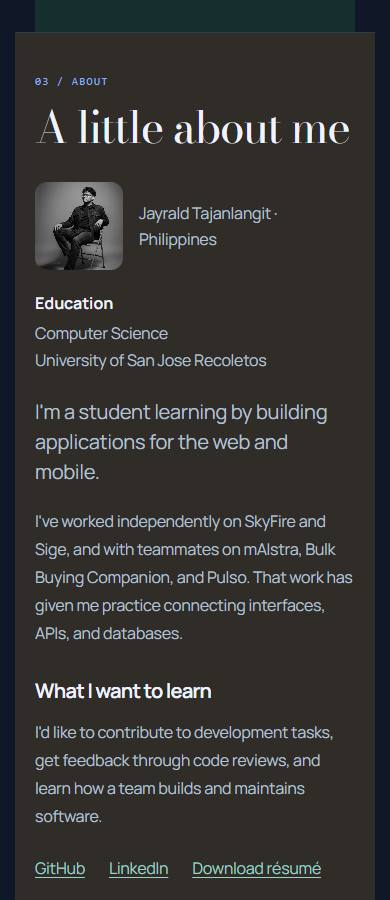 03 / ABOUT
A little about me
Jayrald Tajanlangit ·
Philippines
Education
Computer Science
University of San Jose Recoletos
I'm a student learning by building
applications for the web and
mobile.
I've worked independently on SkyFire and
Sige, and with teammates on mAIstra, Bulk
Buying Companion, and Pulso. That work has
given me practice connecting interfaces,
APIs, and databases.
What I want to learn
I'd like to contribute to development tasks,
get feedback through code reviews, and
learn how a team builds and maintains
software.
GitHub LinkedIn Download résumé